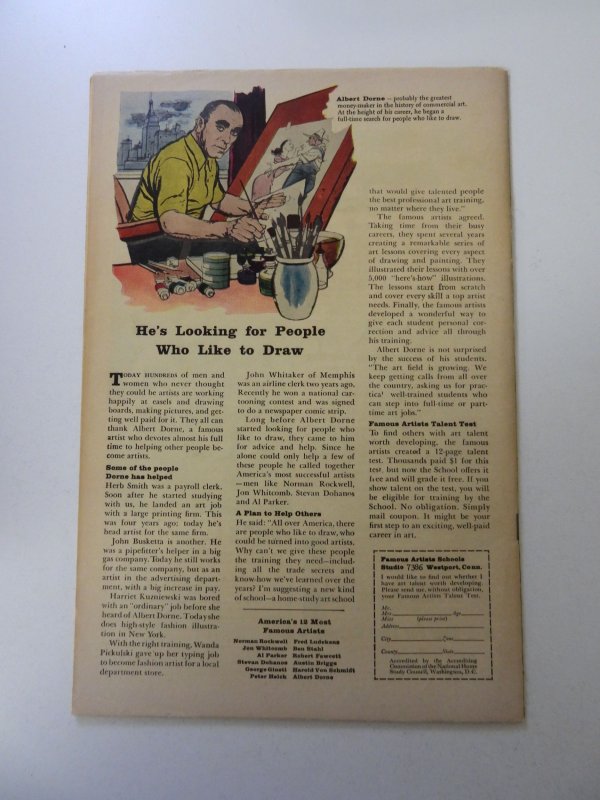 Albert Dorne — probably the greatest
money-maker in the history of commercial art.
At the height of his career, he began a
full-time search for people who like to draw.
He's Looking for People
Who Like to Draw
TODAY HUNDREDS of men and
women who never thought
they could be artists are working
happily at easels and drawing
boards, making pictures, and get-
ting well paid for it. They all can
thank Albert Dorne, a famous
artist who devotes almost his full
time to helping other people be-
come artists.
Some of the people
Dorne has helped
Herb Smith was a payroll clerk.
Soon after he started studying
with us, he landed an art job
with a large printing firm. This
was four years ago; today he's
head artist for the same firm.
John Busketta is another. He
was a pipefitter's helper in a big
gas company. Today he still works
for the same company, but as an
artist in the advertising depart-
ment, with a big increase in pay.
Harriet Kuzniewski was bored
with an "ordinary" job before she
heard of Albert Dorne. Today she
does high-style fashion illustra-
tion in New York.
With the right training, Wanda
Pickulski gave up her typing job
to become fashion artist for a local
department store.
John Whitaker of Memphis
was an airline clerk two years ago.
Recently he won a national car-
tooning contest and was signed
to do a newspaper comic strip.
Long before Albert Dorne
started looking for people who
like to draw, they came to him
for advice and help. Since he
alone could only help a few of
these people he called together
America's most successful artists
—men like Norman Rockwell,
Jon Whitcomb, Stevan Dohanos
and Al Parker.
A Plan to Help Others
He said: "All over America, there
are people who like to draw, who
could be turned into good artists.
Why can't we give these people
the training they need—includ-
ing all the trade secrets and
know-how we've learned over the
years? I'm suggesting a new kind
of school—a home-study art school
America's 12 Most
Famous Artists
Norman Rockwell Fred Ludekens
Jon Whitcomb Ben Stahl
Al Parker Robert Fawcett
Stevan Dohanos Austin Briggs
George Giusti Harold Von Schmidt
Peter Helck Albert Dorne
that would give talented people
the best professional art training,
no matter where they live."
The famous artists agreed.
Taking time from their busy
careers, they spent several years
creating a remarkable series of
art lessons covering every aspect
of drawing and painting. They
illustrated their lessons with over
5,000 "here's-how" illustrations.
The lessons start from scratch
and cover every skill a top artist
needs. Finally, the famous artists
developed a wonderful way to
give each student personal cor-
rection and advice all through
his training.
Albert Dorne is not surprised
by the success of his students.
"The art field is growing. We
keep getting calls from all over
the country, asking us for prac-
tical well-trained students who
can step into full-time or part-
time art jobs."
Famous Artists Talent Test
To find others with art talent
worth developing, the famous
artists created a 12-page talent
test. Thousands paid $1 for this
test, but now the School offers it
free and will grade it free. If you
show talent on the test, you will
be eligible for training by the
School. No obligation. Simply
mail coupon. It might be your
first step to an exciting, well-paid
career in art.
Famous Artists Schools
Studio 7386 Westport, Conn.
I would like to find out whether I
have art talent worth developing.
Please send me, without obligation,
your Famous Artists Talent Test.
Mr.
Mrs. Age
Miss (please print)
Address
City Zone
County State
Accredited by the Accrediting
Commission of the National Home
Study Council, Washington, D.C.